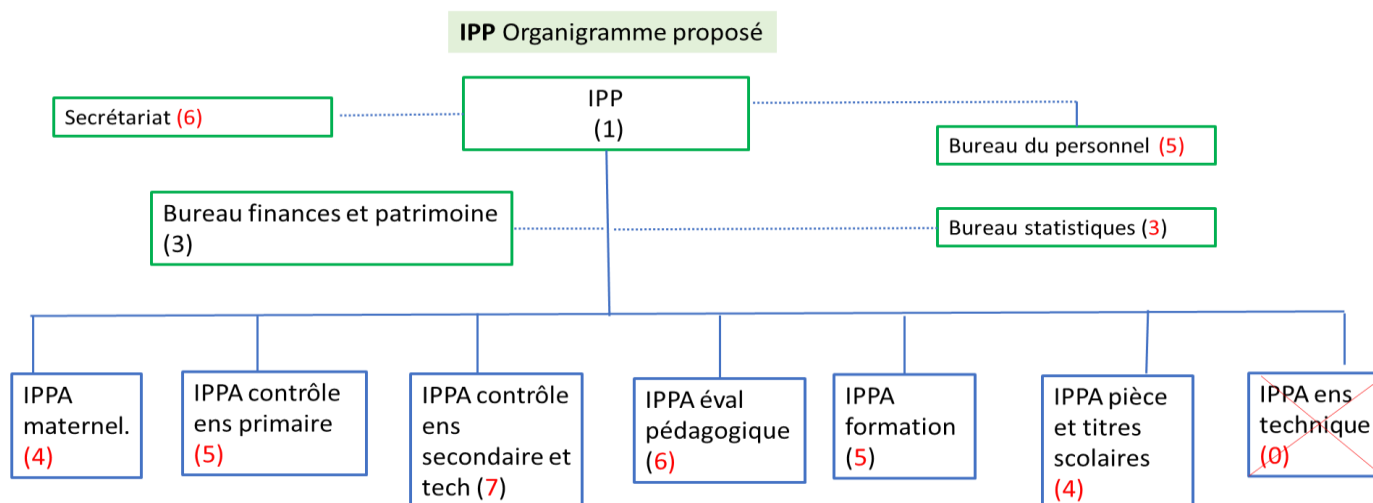 IPP Organigramme proposé
IPP
(1)
Secrétariat (6)
Bureau du personnel (5)
Bureau finances et patrimoine
(3)
Bureau statistiques (3)
IPPA
maternel.
(4)
IPPA contrôle
ens primaire
(5)
IPPA contrôle
ens
secondaire et
tech (7)
IPPA éval
pédagogique
(6)
IPPA
formation
(5)
IPPA pièce
et titres
scolaires
(4)
IPPA ens
technique
(0)